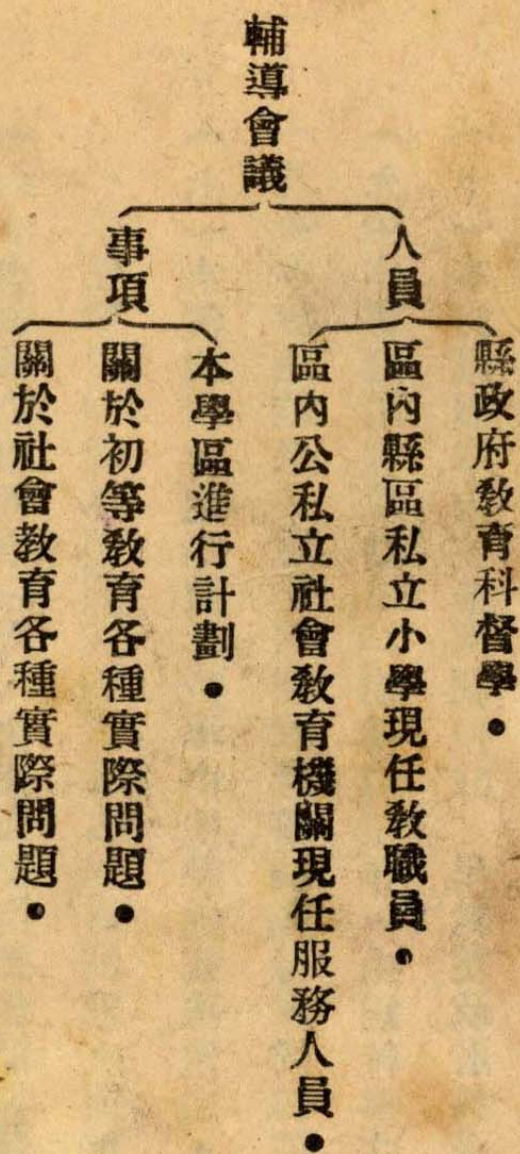 輔導會議
人員
縣政府教育科督學●
區內縣區私立小學現任教職員●
區內公私立社會教育機關現任服務人員●
事項
本學區進行計劃●
關於初等教育各種實際問題●
關於社會教育各種實際問題●